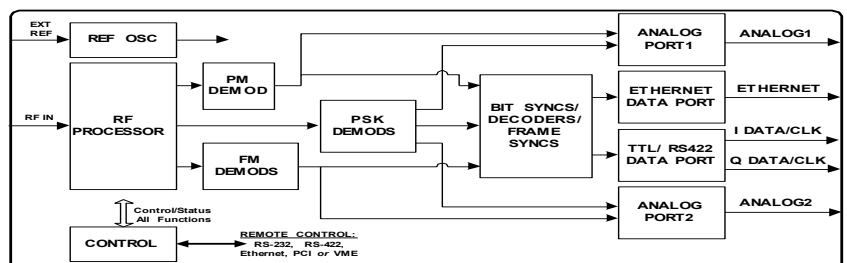 EXT
REF
REF OSC
RF IN
RF
PROCESSOR
PM
DEMOD
PSK
DEMODS
FM
DEMODS
BIT SYNCS/
DECODERS/
FRAME
SYNCS
ANALOG
PORT1
ANALOG1
ETHERNET
DATA PORT
ETHERNET
TTL/ RS422
DATA PORT
I DATA/CLK
Q DATA/CLK
ANALOG
PORT2
ANALOG2
Control/Status
All Functions
CONTROL
REMOTE CONTROL:
RS-232, RS-422,
Ethernet, PCI or VME